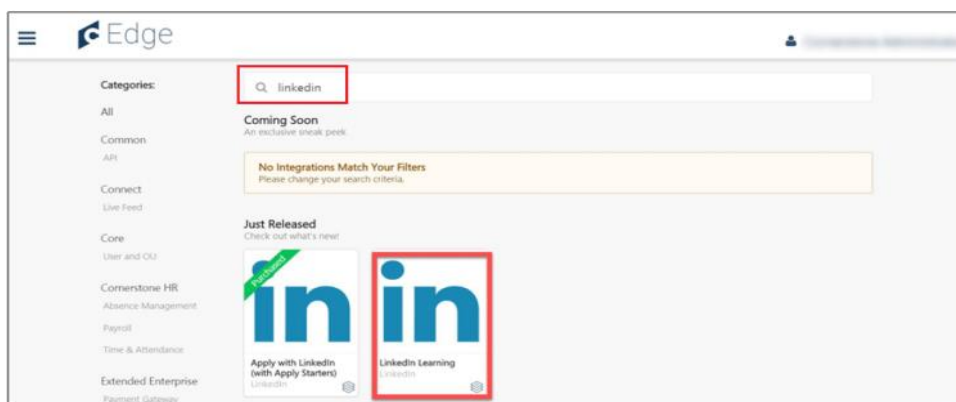 Edge
Categories:
All
Common
API
Connect
Live Feed
Core
User and OU
Cornerstone HR
Absence Management
Payroll
Time & Attendance
Extended Enterprise
Payment Gateway
linkedin
Coming Soon
An exclusive sneak peek
No Integrations Match Your Filters
Please change your search criteria.
Just Released
Check out what's new!
Purchased
in
Apply with LinkedIn
(with Apply Starters)
LinkedIn
in
LinkedIn Learning
LinkedIn